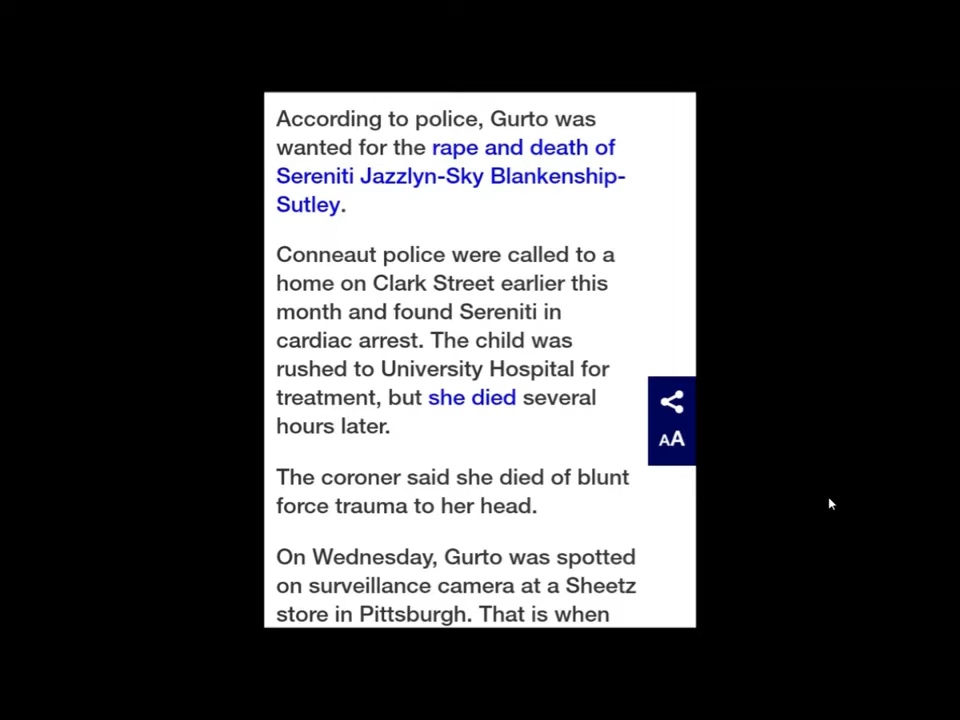 According to police, Gurto was
wanted for the rape and death of
Sereniti Jazzlyn-Sky Blankenship-
Sutley.
Conneaut police were called to a
home on Clark Street earlier this
month and found Sereniti in
cardiac arrest. The child was
rushed to University Hospital for
treatment, but she died several
hours later.
AA
The coroner said she died of blunt
force trauma to her head.
On Wednesday, Gurto was spotted
on surveillance camera at a Sheetz
store in Pittsburgh. That is when